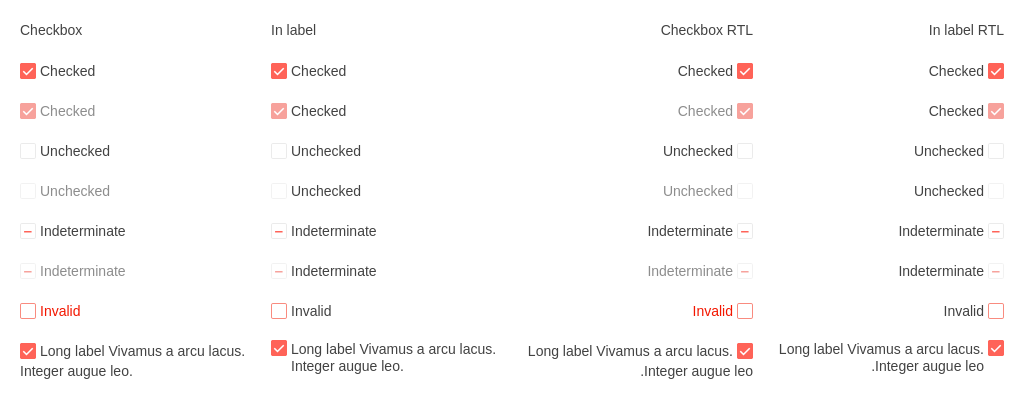 Checkbox In label Checkbox RTL In label RTL
Checked Checked Checked Checked
Checked Checked Checked Checked
Unchecked Unchecked Unchecked Unchecked
Unchecked Unchecked Unchecked Unchecked
Indeterminate Indeterminate Indeterminate Indeterminate
Indeterminate Indeterminate Indeterminate Indeterminate
Invalid Invalid Invalid Invalid
Long label Vivamus a arcu lacus. Long label Vivamus a arcu lacus. Long label Vivamus a arcu lacus. Long label Vivamus a arcu lacus.
Integer augue leo. Integer augue leo. .Integer augue leo .Integer augue leo